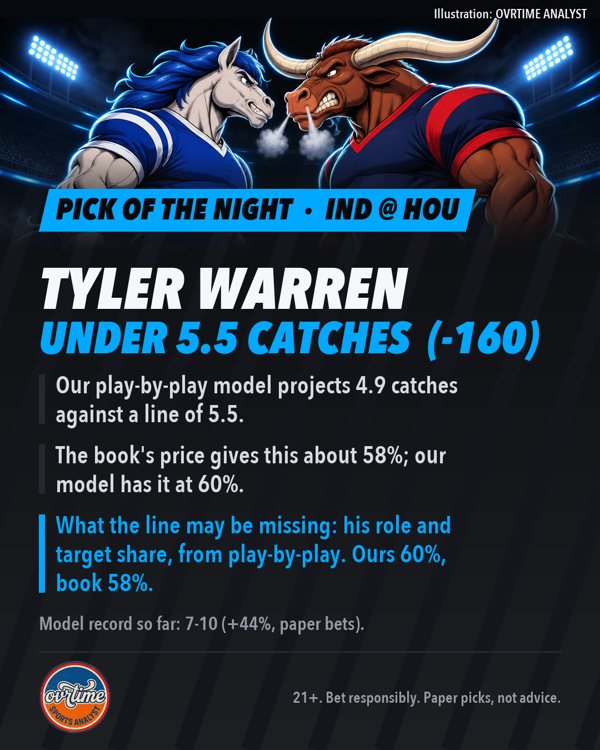 Illustration: OVRTIME ANALYST
PICK OF THE NIGHT • IND @ HOU
TYLER WARREN
UNDER 5.5 CATCHES (-160)
Our play-by-play model projects 4.9 catches
against a line of 5.5.
The book's price gives this about 58%; our
model has it at 60%.
What the line may be missing: his role and
target share, from play-by-play. Ours 60%,
book 58%.
Model record so far: 7-10 (+44%, paper bets).
ovrtime
SPORTS ANALYST
21+. Bet responsibly. Paper picks, not advice.